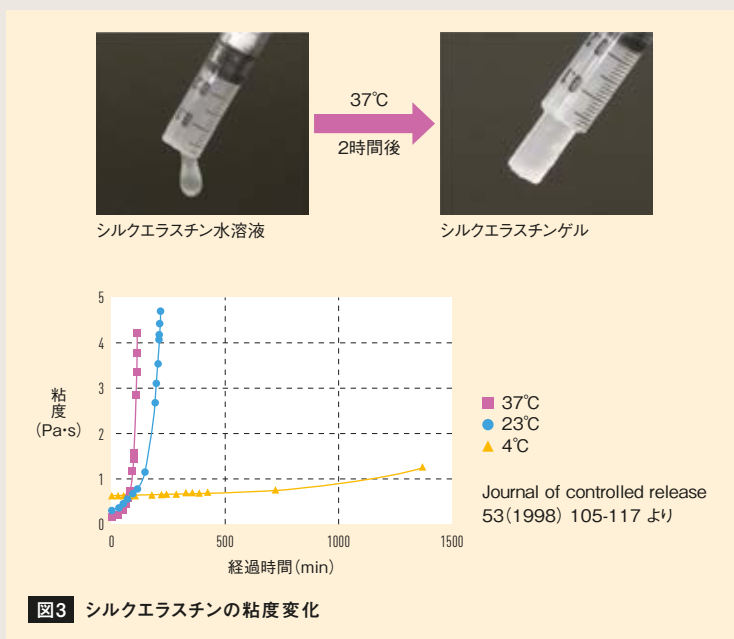 37℃
2時間後
シルクエラスチン水溶液
シルクエラスチンゲル
5
4
3
2
1
0
粘度
(Pa•s)
0
500
1000
1500
経過時間(min)
37℃
23℃
4℃
Journal of controlled release
53(1998) 105-117 より
図3 シルクエラスチンの粘度変化